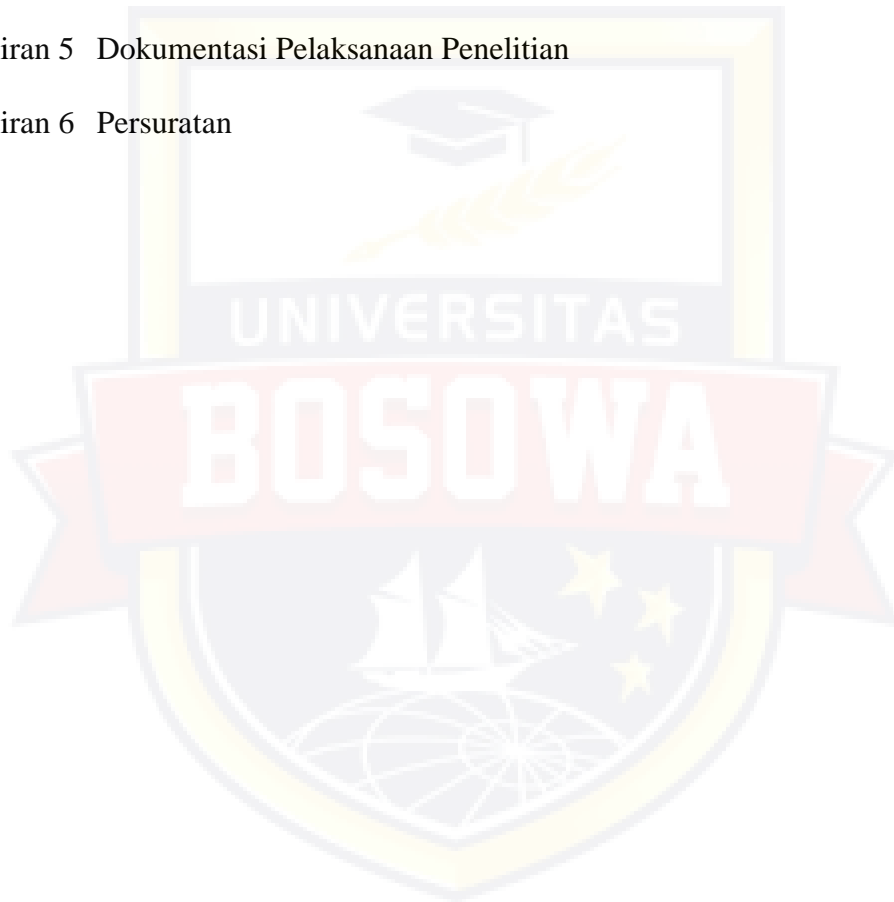 iran 5 Dokumentasi Pelaksanaan Penelitian
iran 6 Persuratan
UNIVERSITAS
BOSOWA